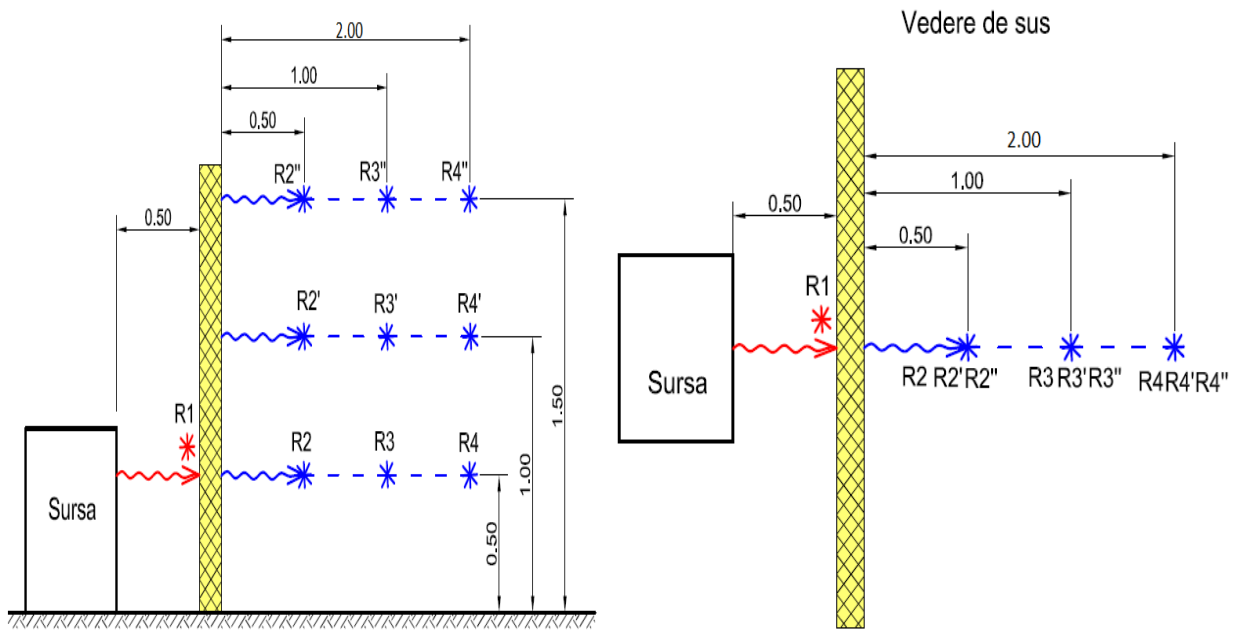 2.00
1.00
0.50
R2" R3" R4"
0.50
R2' R3' R4'
R1
R2 R3 R4
Sursa
0.50
1.00
1.50
Vedere de sus
2.00
1.00
0.50
0.50
R1
Sursa
R2 R2'R2" R3 R3'R3" R4R4'R4"